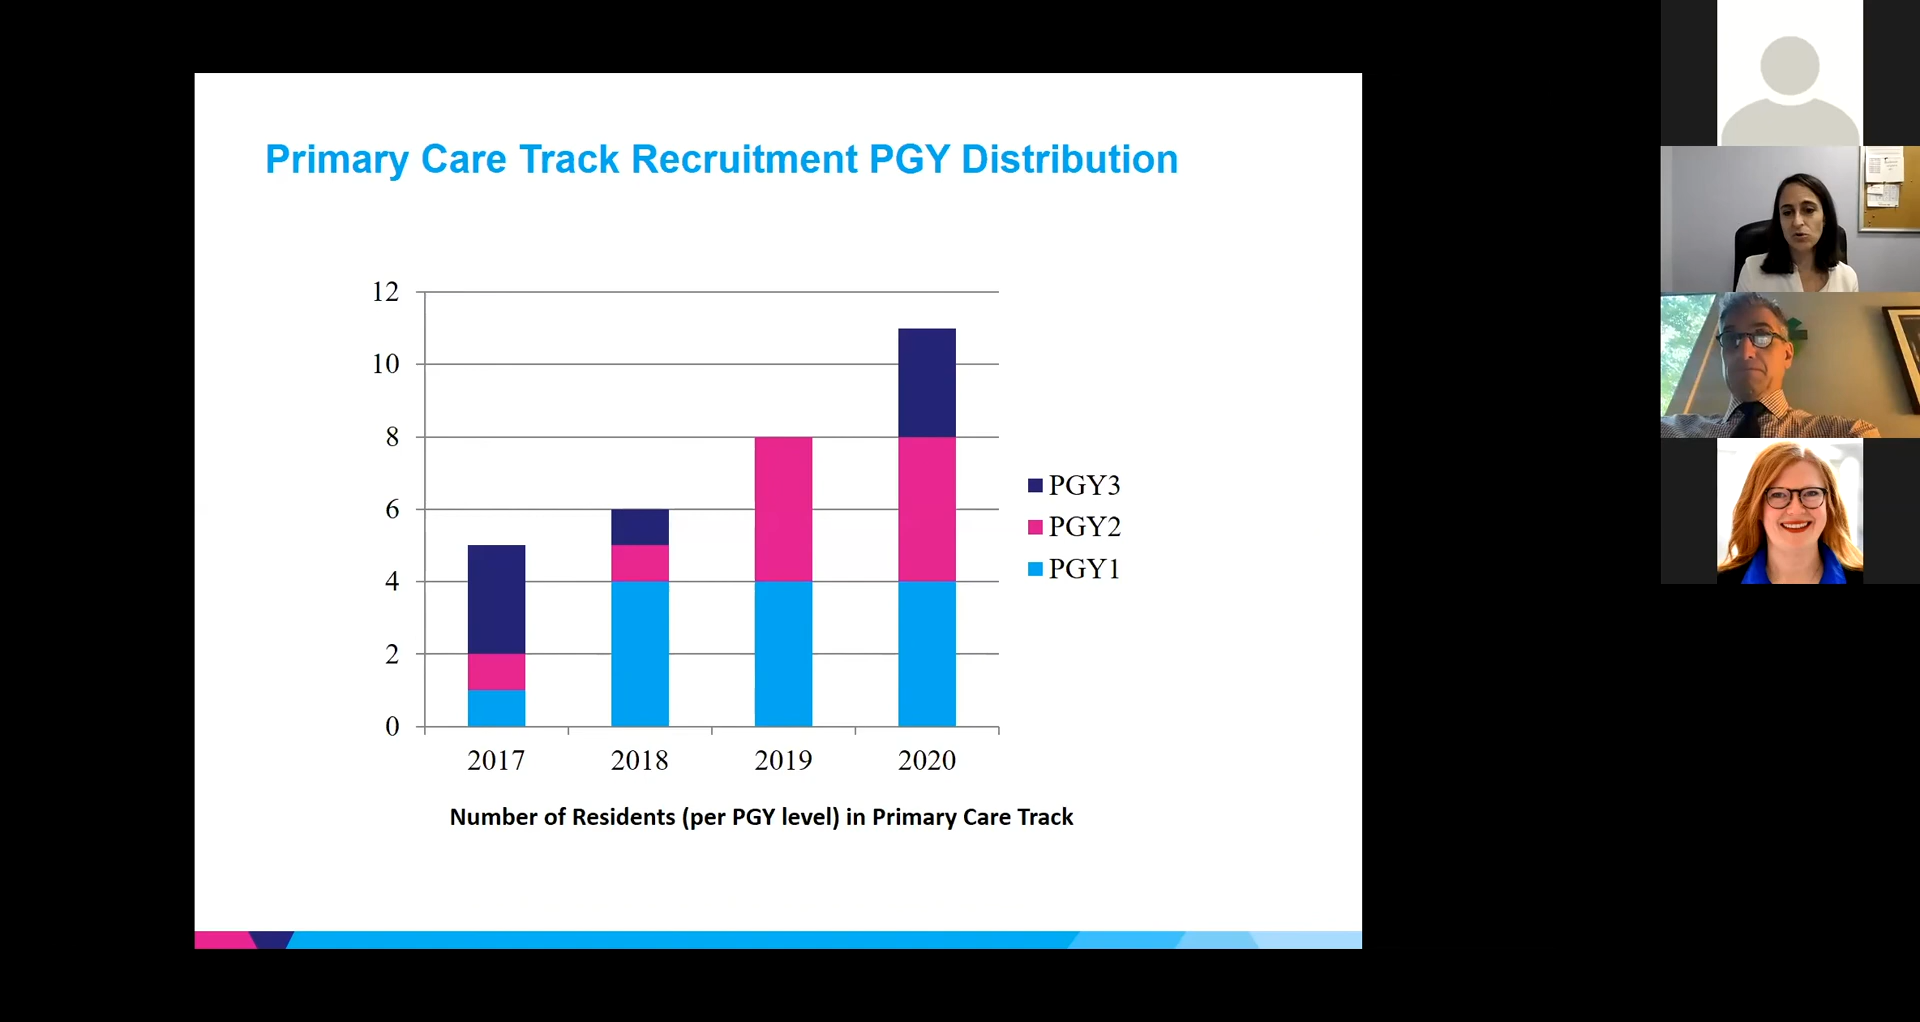 Primary Care Track Recruitment PGY Distribution
12
10
8
6
4
2
0
2017 2018 2019 2020
PGY3
PGY2
PGY1
Number of Residents (per PGY level) in Primary Care Track